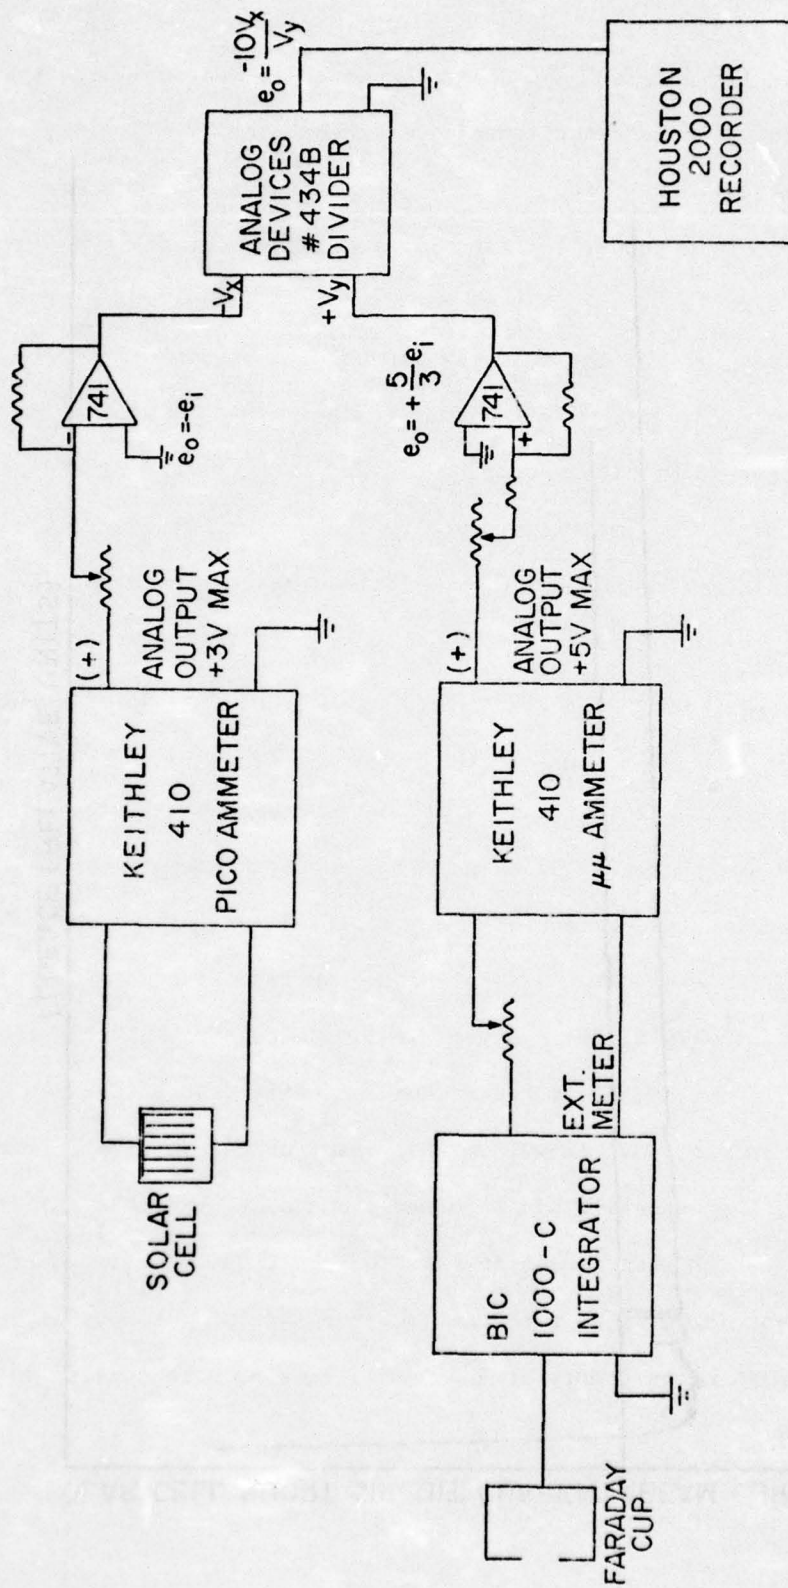 SOLAR
CELL
KEITHLEY
410
PICO AMMETER
(+)
ANALOG
OUTPUT
+3V MAX
-
741
e₀=-eᵢ
-Vₓ
+Vᵧ
ANALOG
DEVICES
#434B
DIVIDER
e₀= -10Vₓ/Vᵧ
FARADAY
CUP
BIC
1000-C
INTEGRATOR
EXT.
METER
KEITHLEY
410
μμ AMMETER
(+)
ANALOG
OUTPUT
+5V MAX
e₀=+5/3 eᵢ
741
+
HOUSTON
2000
RECORDER